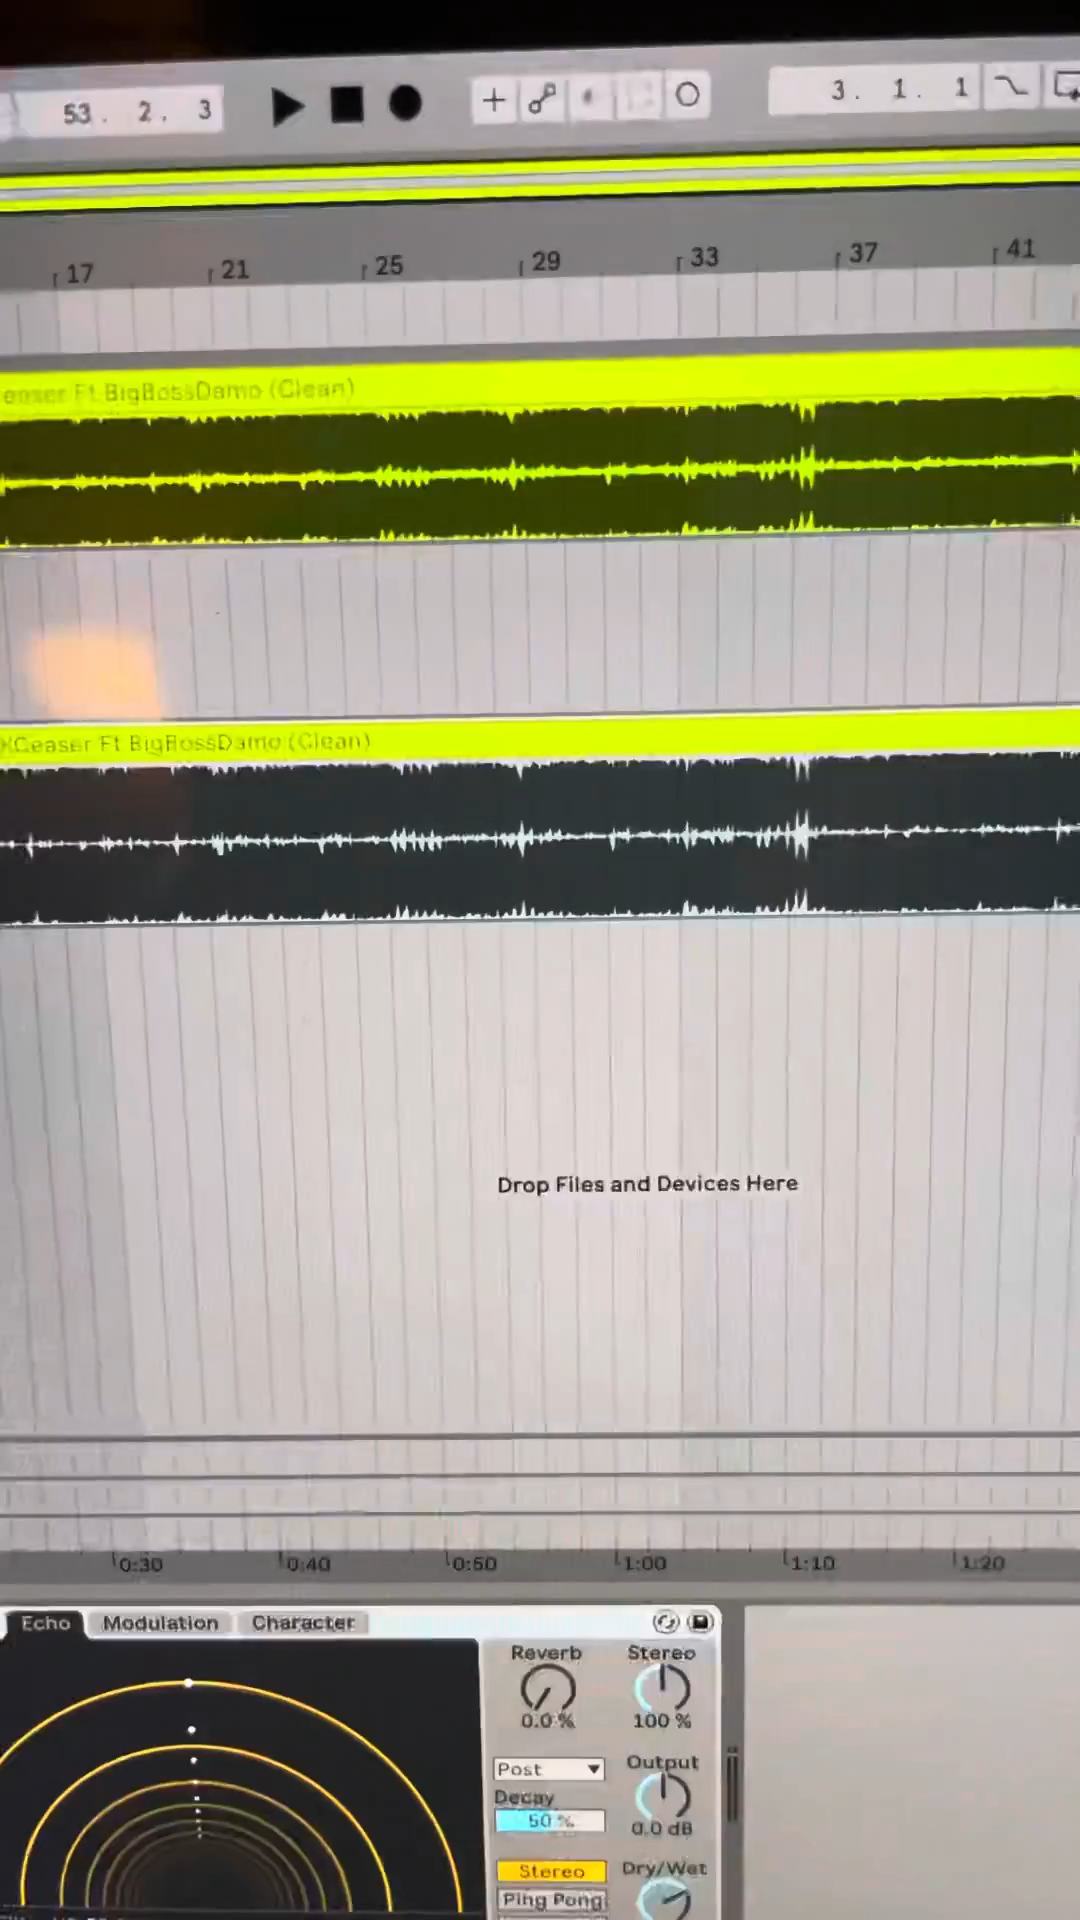 53. 2. 3
3. 1. 1
17 21 25 29 33 37 41
easer Ft BigBossDamo (Clean)
XCeaser Ft BigBossDamo (Clean)
Drop Files and Devices Here
0:30 0:40 0:50 1:00 1:10 1:20
Echo Modulation Character
Reverb Stereo
0.0 % 100 %
Post Output
Decay
50 % 0.0 dB
Stereo Dry/Wet
Ping Pong